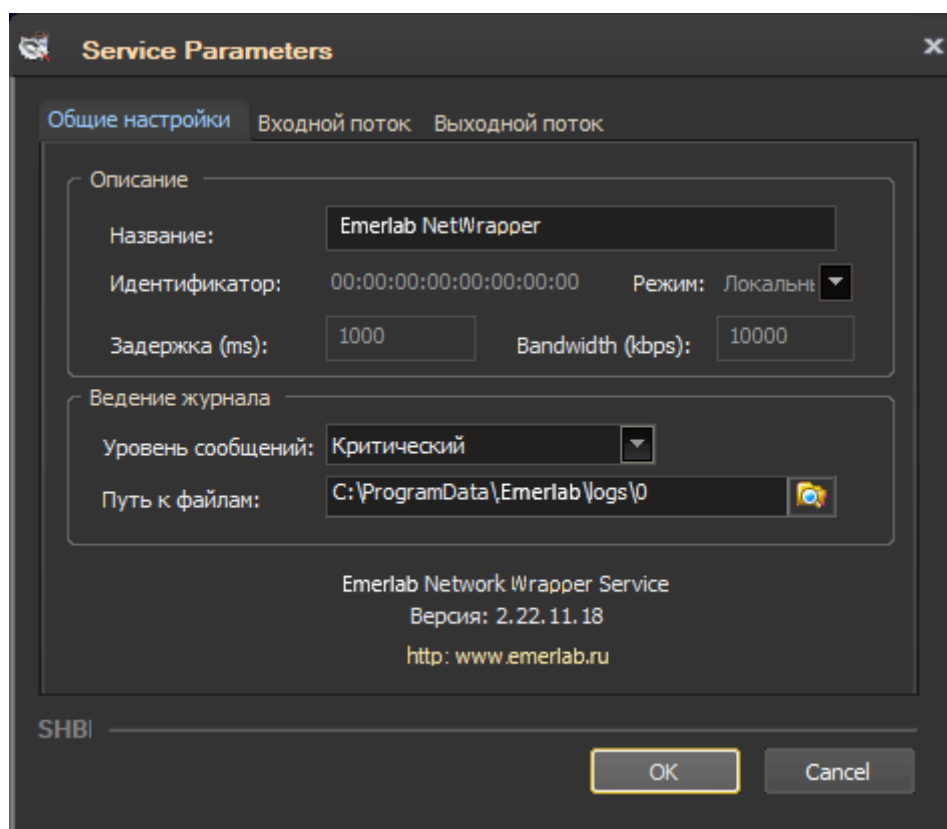 Service Parameters
Общие настройки Входной поток Выходной поток
Описание
Название: Emerlab NetWrapper
Идентификатор: 00:00:00:00:00:00:00:00 Режим: Локальны
Задержка (ms): 1000 Bandwidth (kbps): 10000
Ведение журнала
Уровень сообщений: Критический
Путь к файлам: C:\ProgramData\Emerlab\logs\0
Emerlab Network Wrapper Service
Версия: 2.22.11.18
http: www.emerlab.ru
SHBI
OK Cancel